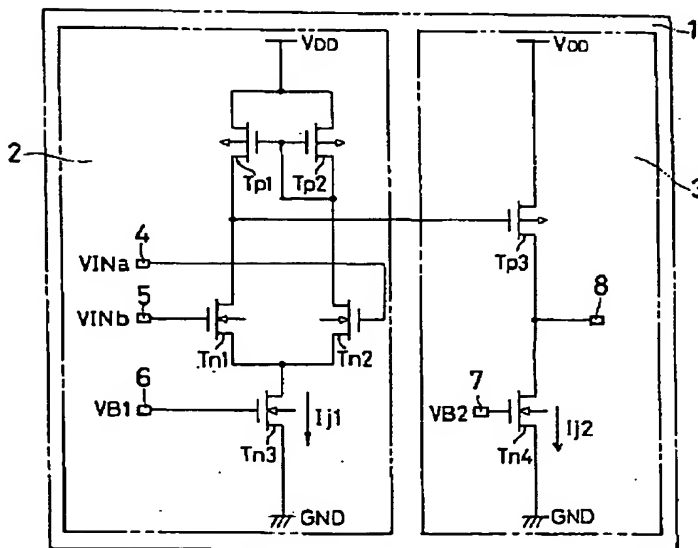 1
VDD
VDD
2
3
Tp1
Tp2
Tp3
4
VINa
5
VINb
8
Tn1
Tn2
6
VB1
Ij1
7
VB2
Ij2
Tn3
Tn4
GND
GND